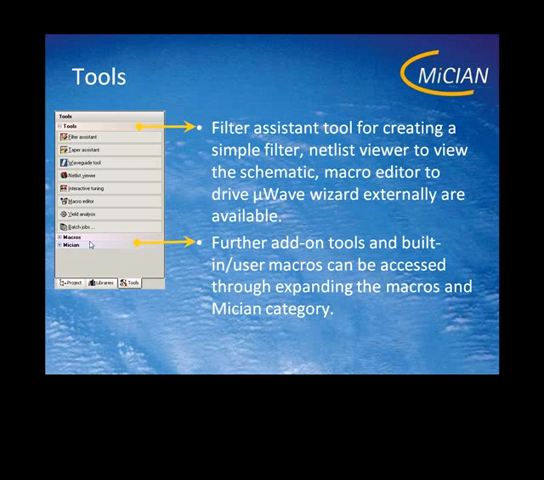 Tools
MiCIAN
Tools
Tools
Filter assistant
Taper assistant
Waveguide tool
Netlist viewer
Interactive tuning
Macro editor
Yield analysis
Batch jobs...
Macros
Mician
Project Libraries Tools
• Filter assistant tool for creating a
simple filter, netlist viewer to view
the schematic, macro editor to
drive µWave wizard externally are
available.
• Further add-on tools and built-
in/user macros can be accessed
through expanding the macros and
Mician category.